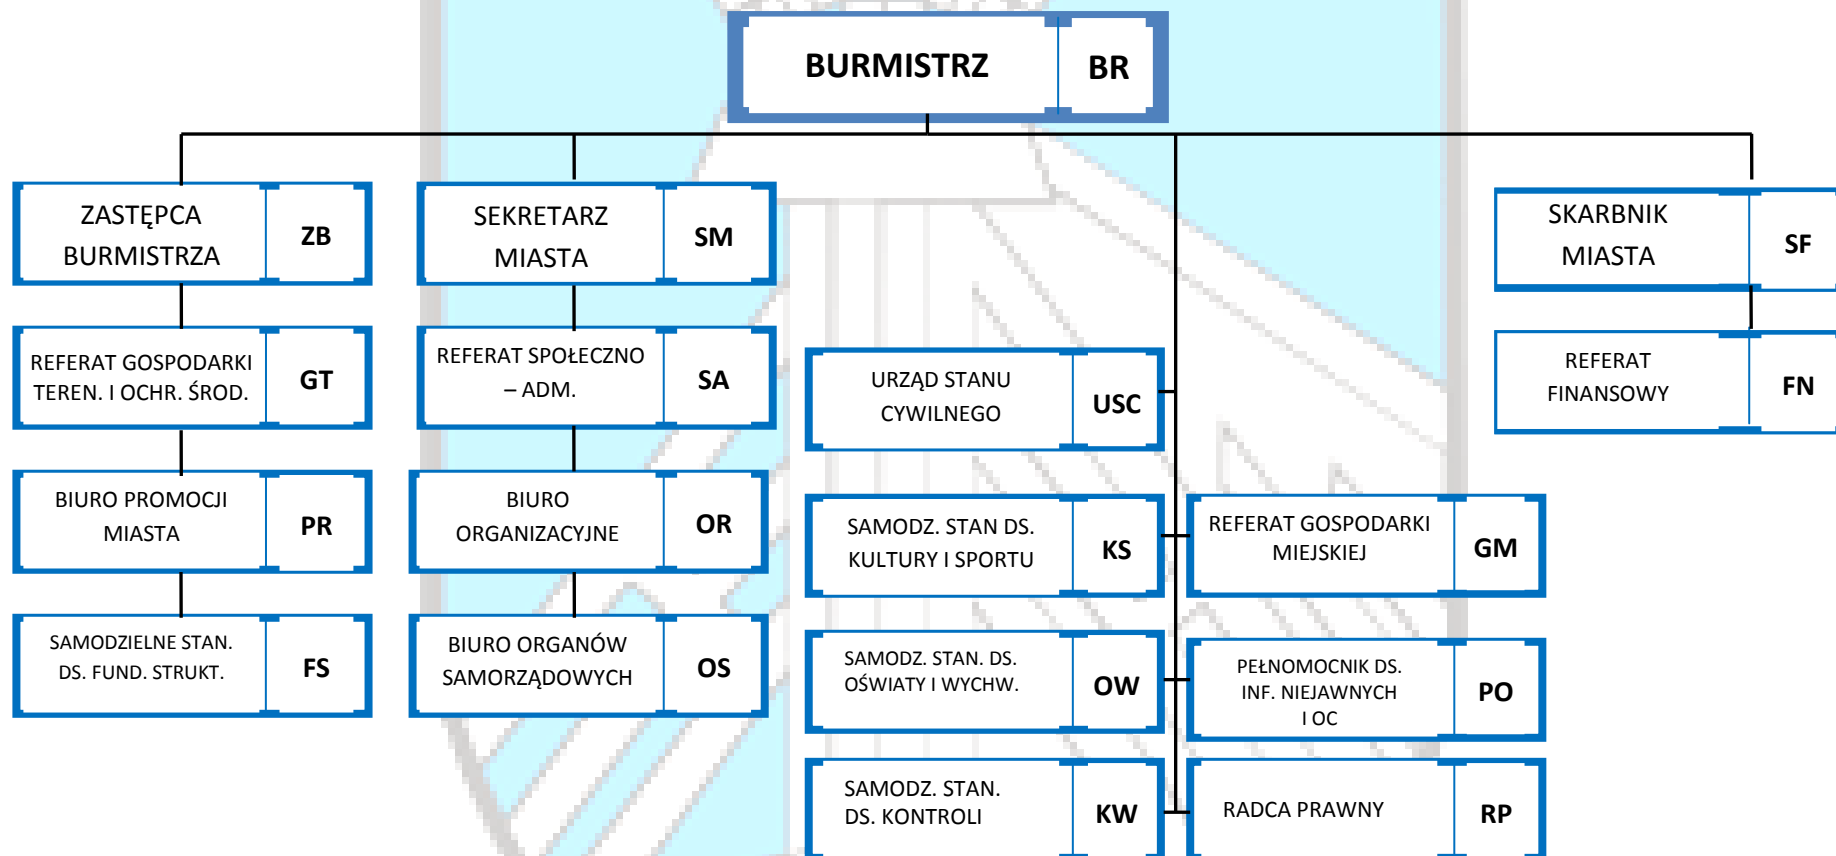 BURMISTRZ
BR
ZASTĘPCA
BURMISTRZA
ZB
SEKRETARZ
MIASTA
SM
SKARBNIK
MIASTA
SF
REFERAT GOSPODARKI
TEREN. I OCHR. ŚROD.
GT
REFERAT SPOŁECZNO
– ADM.
SA
URZĄD STANU
CYWILNEGO
USC
REFERAT
FINANSOWY
FN
BIURO PROMOCJI
MIASTA
PR
BIURO
ORGANIZACYJNE
OR
SAMODZ. STAN DS.
KULTURY I SPORTU
KS
REFERAT GOSPODARKI
MIEJSKIEJ
GM
SAMODZIELNE STAN.
DS. FUND. STRUKT.
FS
BIURO ORGANÓW
SAMORZĄDOWYCH
OS
SAMODZ. STAN. DS.
OŚWIATY I WYCHW.
OW
PEŁNOMOCNIK DS.
INF. NIEJAWNYCH
I OC
PO
SAMODZ. STAN.
DS. KONTROLI
KW
RADCA PRAWNY
RP